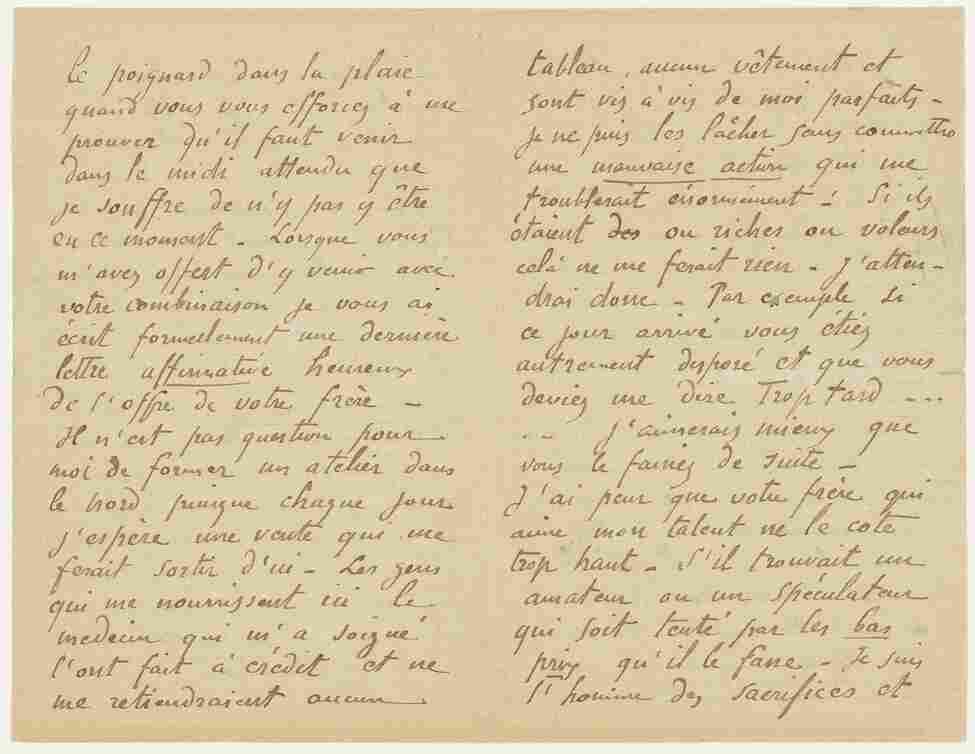 le poignard dans la plaie
quand vous vous efforcez à me
prouver qu'il faut venir
dans le midi attendu que
je souffre de n'y pas y être
en ce moment - Lorsque vous
m'avez offert d'y venir avec
votre combinaison je vous ai
écrit formellement une dernière
lettre affirmative heureux
de l'offre de votre frère -
Il n'est pas question pour
moi de former un atelier dans
le nord puisque chaque jour
j'espère une vente qui me
ferait sortir d'ici - Les gens
qui me nourrissent ici le
medecin qui m'a soigné
l'ont fait à crédit et ne
me retiendraient aucun
tableau, aucun vêtement et
sont vis à vis de moi parfaits -
je ne puis les lâcher sans commettre
une mauvaise action qui me
troublerait énormément - Si ils
étaient des ou riches ou voleurs
celà ne me ferait rien - J'atten-
drai donc - Par exemple si
ce jour arrivé vous étiez
autrement disposé et que vous
deviez me dire Trop tard ---
-- J'aimerais mieux que
vous le fassiez de suite -
J'ai peur que votre frère qui
aime mon talent ne le cote
trop haut - S'il trouvait un
amateur ou un spéculateur
qui soit tenté par les bas
prix qu'il le fasse - Je suis
l'homme des sacrifices et